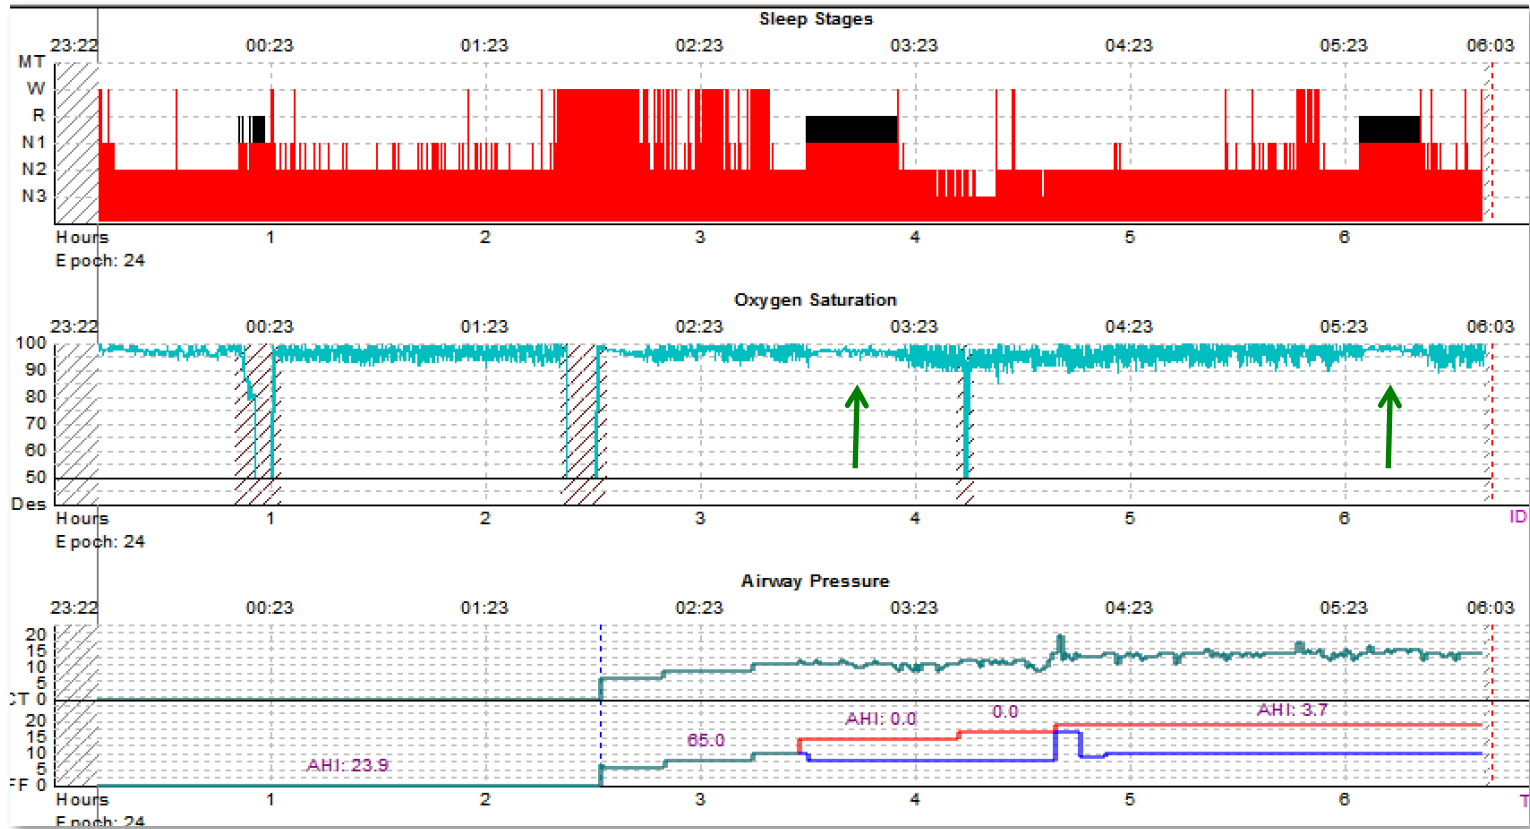 Sleep Stages
23:22 00:23 01:23 02:23 03:23 04:23 05:23 06:03
MT
W
R
N1
N2
N3
Hours 1 2 3 4 5 6
Epoch: 24
Oxygen Saturation
23:22 00:23 01:23 02:23 03:23 04:23 05:23 06:03
100
90
80
70
60
50
Des
Hours 1 2 3 4 5 6 ID
Epoch: 24
Airway Pressure
23:22 00:23 01:23 02:23 03:23 04:23 05:23 06:03
20
15
10
5
CT 0
20
15
10
5
FF 0
AHI: 23.9
65.0
AHI: 0.0
0.0
AHI: 3.7
Hours 1 2 3 4 5 6 T
Epoch: 24